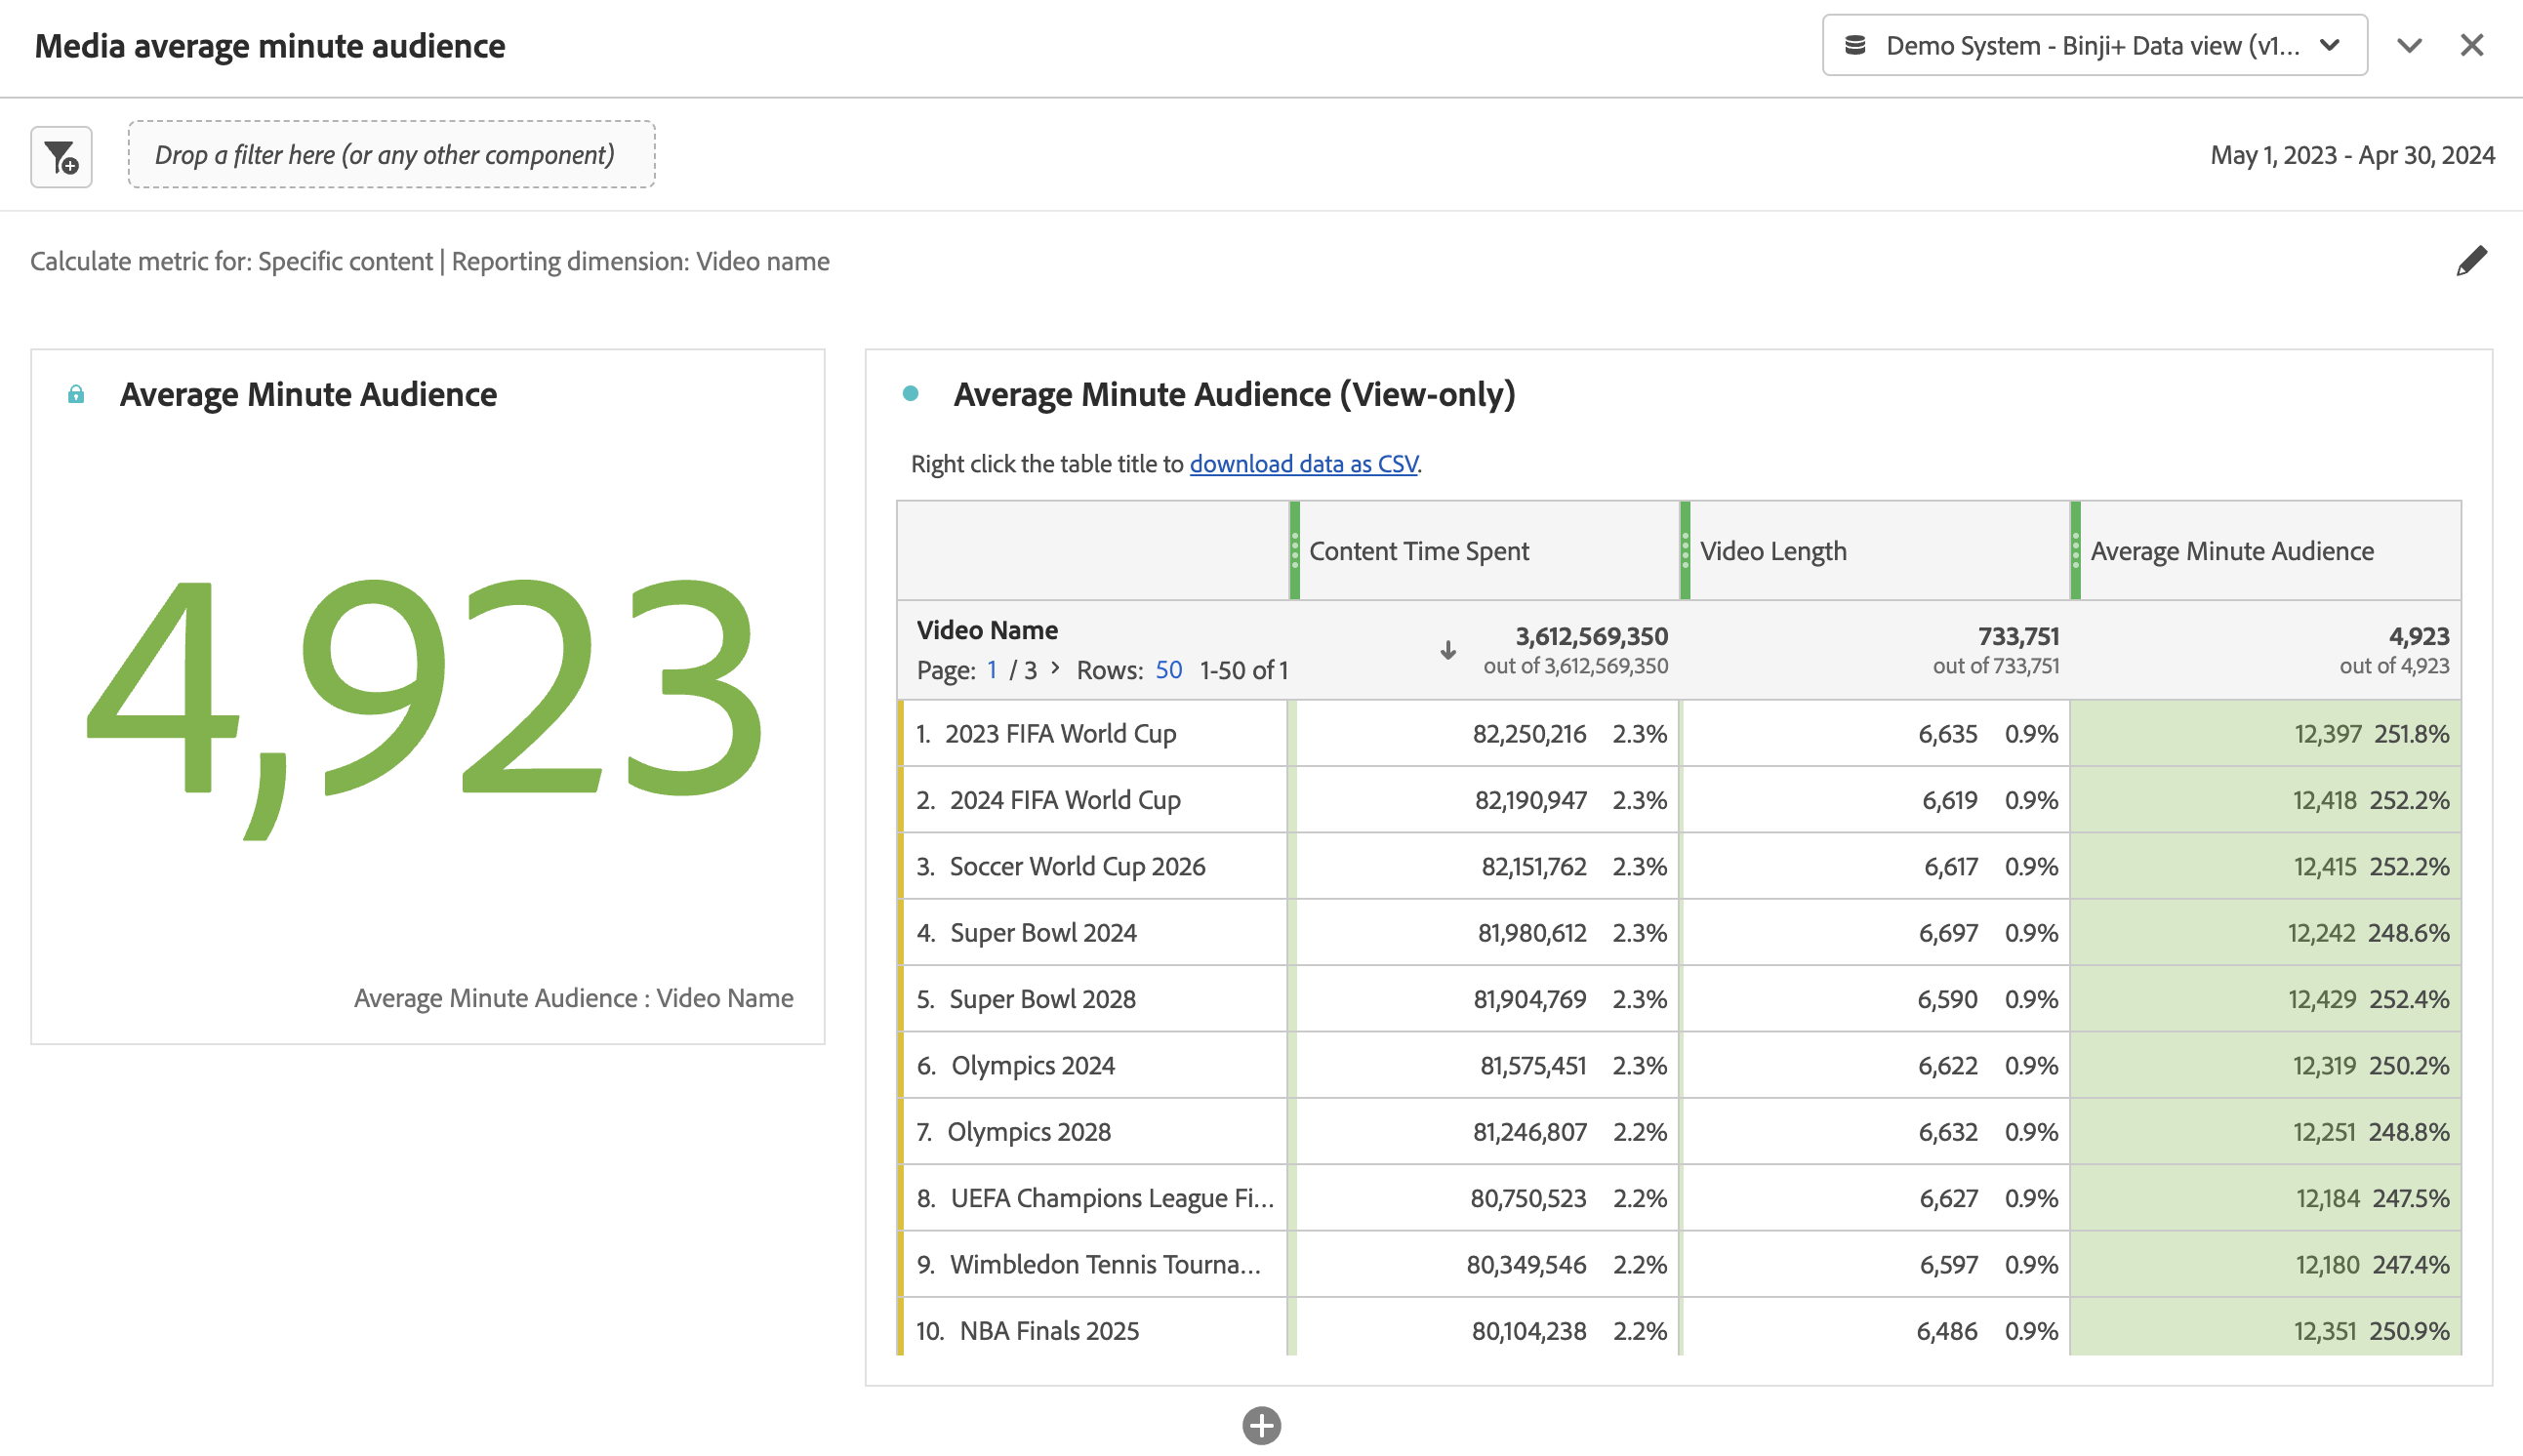 Media average minute audience
Demo System - Binji+ Data view (v1...
Drop a filter here (or any other component)
May 1, 2023 - Apr 30, 2024
Calculate metric for: Specific content | Reporting dimension: Video name
Average Minute Audience
4,923
Average Minute Audience : Video Name
Average Minute Audience (View-only)
Right click the table title to download data as CSV.
Content Time Spent Video Length Average Minute Audience
Video Name 3,612,569,350 733,751 4,923
Page: 1 / 3 > Rows: 50 1-50 of 1 out of 3,612,569,350 out of 733,751 out of 4,923
1. 2023 FIFA World Cup 82,250,216 2.3% 6,635 0.9% 12,397 251.8%
2. 2024 FIFA World Cup 82,190,947 2.3% 6,619 0.9% 12,418 252.2%
3. Soccer World Cup 2026 82,151,762 2.3% 6,617 0.9% 12,415 252.2%
4. Super Bowl 2024 81,980,612 2.3% 6,697 0.9% 12,242 248.6%
5. Super Bowl 2028 81,904,769 2.3% 6,590 0.9% 12,429 252.4%
6. Olympics 2024 81,575,451 2.3% 6,622 0.9% 12,319 250.2%
7. Olympics 2028 81,246,807 2.2% 6,632 0.9% 12,251 248.8%
8. UEFA Champions League Fi... 80,750,523 2.2% 6,627 0.9% 12,184 247.5%
9. Wimbledon Tennis Tourna... 80,349,546 2.2% 6,597 0.9% 12,180 247.4%
10. NBA Finals 2025 80,104,238 2.2% 6,486 0.9% 12,351 250.9%